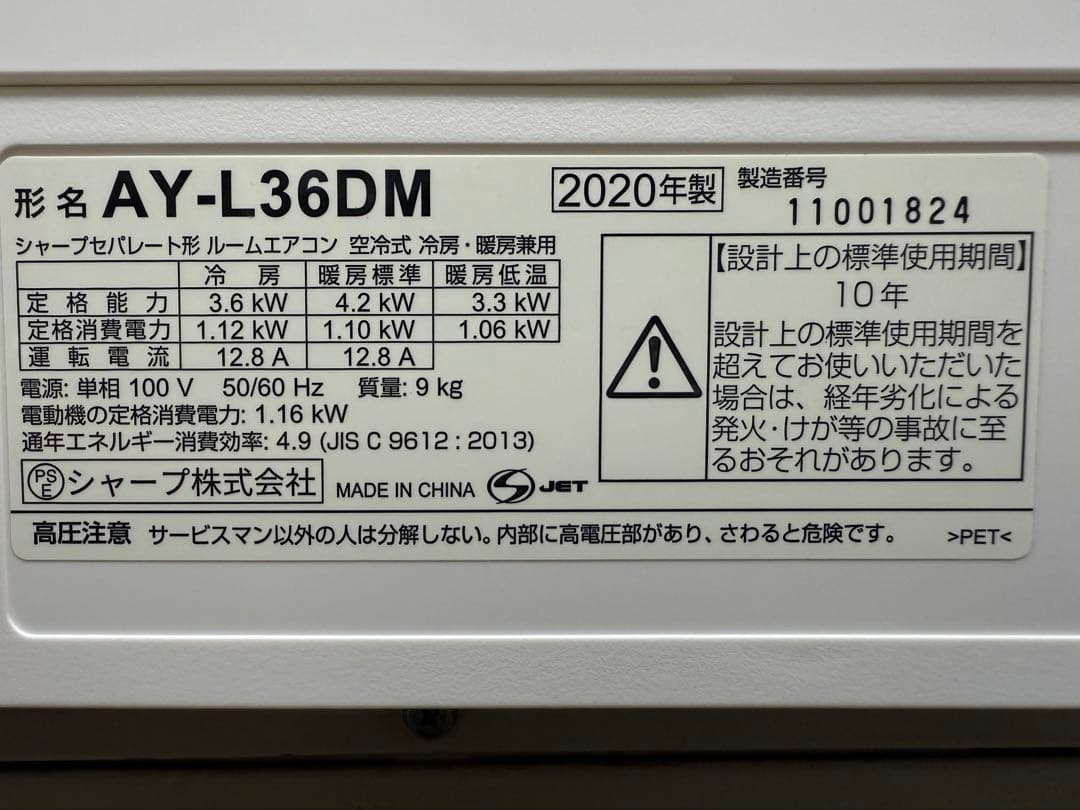 形名 AY-L36DM 2020年製 製造番号 11001824
シャープセパレート形 ルームエアコン 空冷式 冷房・暖房兼用
冷房 暖房標準 暖房低温
定格能力 3.6 kW 4.2 kW 3.3 kW
定格消費電力 1.12 kW 1.10 kW 1.06 kW
運転電流 12.8 A 12.8 A
電源: 単相 100 V 50/60 Hz 質量: 9 kg
電動機の定格消費電力: 1.16 kW
通年エネルギー消費効率: 4.9 (JIS C 9612 : 2013)
PSE シャープ株式会社 MADE IN CHINA S JET
【設計上の標準使用期間】
10年
設計上の標準使用期間を
超えてお使いいただいた
場合は、経年劣化による
発火・けが等の事故に至
るおそれがあります。
高圧注意 サービスマン以外の人は分解しない。内部に高電圧部があり、さわると危険です。 >PET<